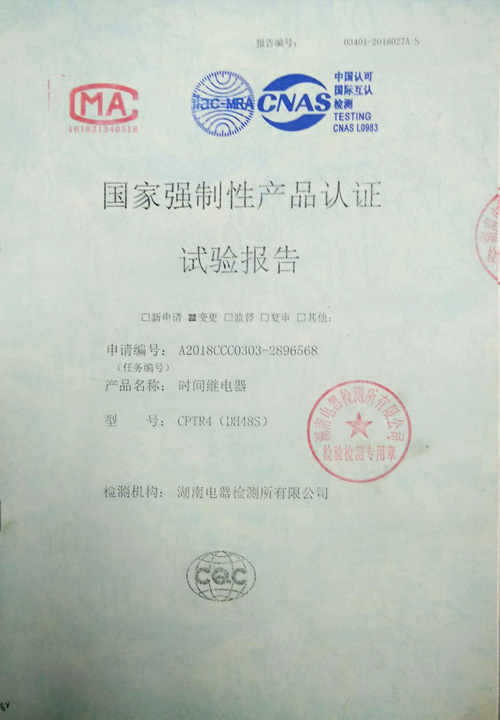 报告编号： 03401-2018027A-S
MA
161821340518
ilac-MRA
CNAS
中国认可
国际互认
检测
TESTING
CNAS L0983
国家强制性产品认证
试验报告
□新申请 ■变更 □监督 □复审 □其他：
申请编号： A2018CCC0303-2896568
（任务编号）
产品名称： 时间继电器
型 号： CPTR4（DH48S）
湖南电器检测所有限公司
检验检测专用章
检测机构： 湖南电器检测所有限公司
CQC